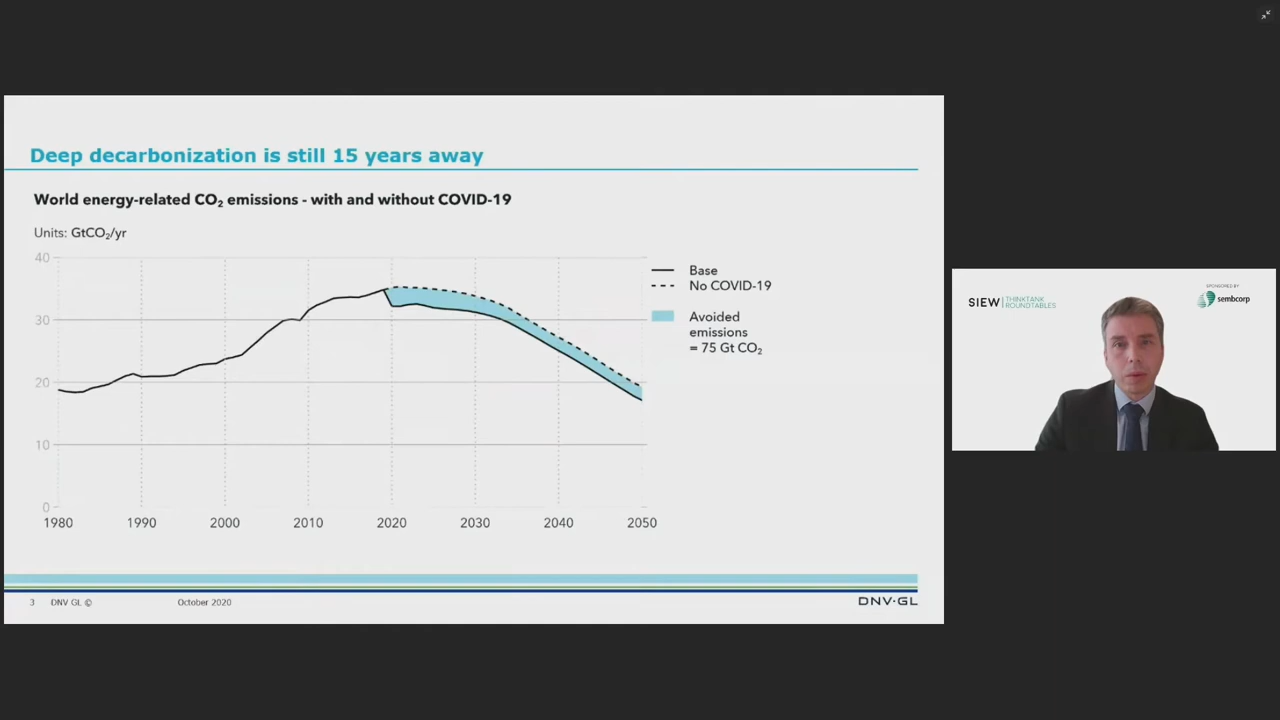 Deep decarbonization is still 15 years away
World energy-related CO₂ emissions - with and without COVID-19
Units: GtCO₂/yr
40
30
20
10
0
1980 1990 2000 2010 2020 2030 2040 2050
Base
No COVID-19
Avoided
emissions
= 75 Gt CO₂
3 DNV GL © October 2020
DNV·GL
SIEW THINKTANK
ROUNDTABLES
SPONSORED BY
sembcorp